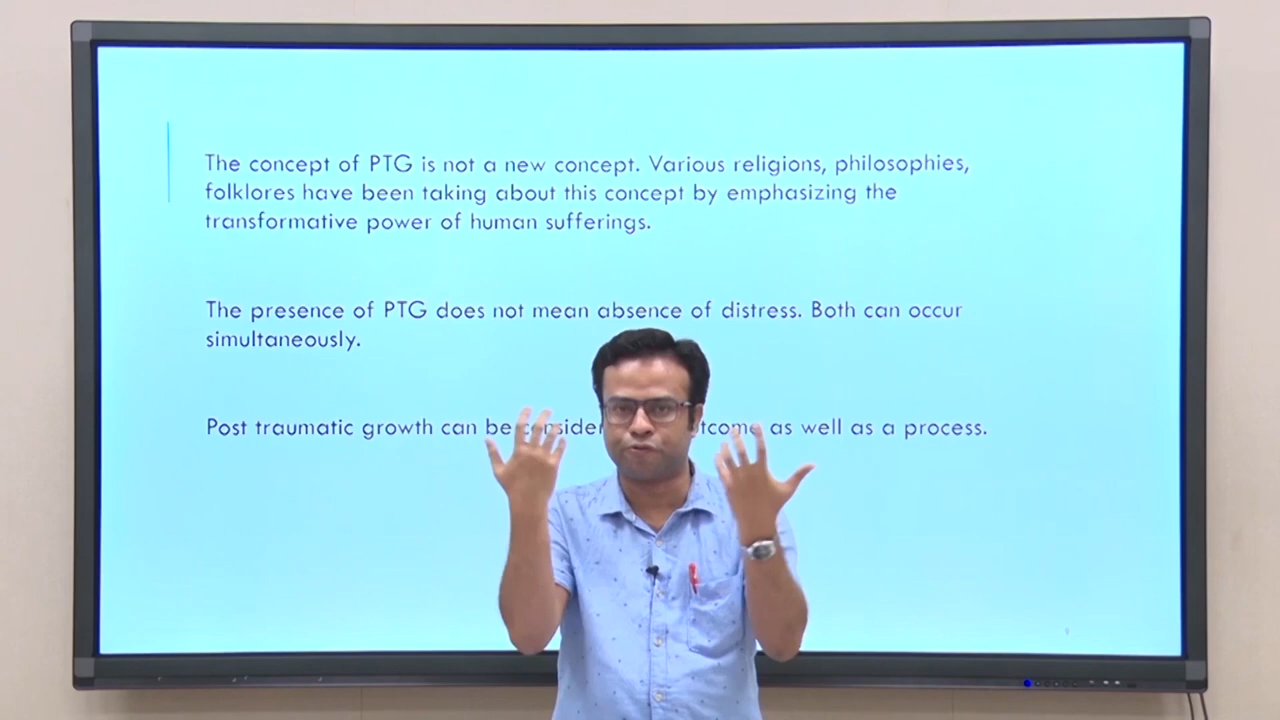 The concept of PTG is not a new concept. Various religions, philosophies,
folklores have been taking about this concept by emphasizing the
transformative power of human sufferings.
The presence of PTG does not mean absence of distress. Both can occur
simultaneously.
Post traumatic growth can be as well as a process.